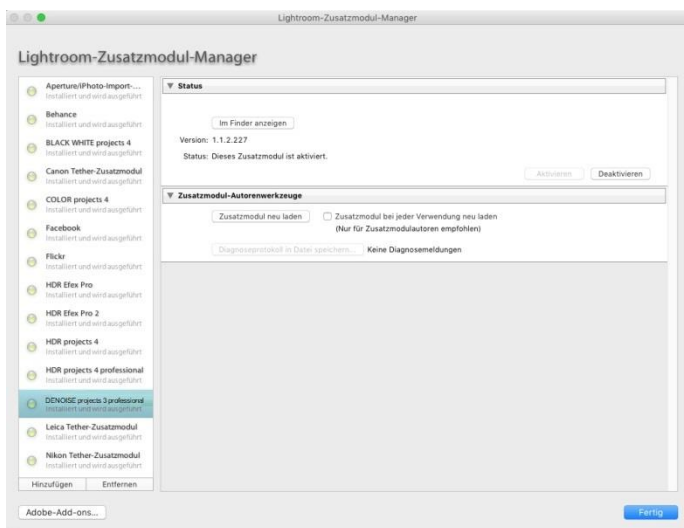 Lightroom-Zusatzmodul-Manager
Lightroom-Zusatzmodul-Manager
Aperture/iPhoto-Import-...
Installiert und wird ausgeführt
Behance
Installiert und wird ausgeführt
BLACK WHITE projects 4
Installiert und wird ausgeführt
Canon Tether-Zusatzmodul
Installiert und wird ausgeführt
COLOR projects 4
Installiert und wird ausgeführt
Facebook
Installiert und wird ausgeführt
Flickr
Installiert und wird ausgeführt
HDR Efex Pro
Installiert und wird ausgeführt
HDR Efex Pro 2
Installiert und wird ausgeführt
HDR projects 4
Installiert und wird ausgeführt
HDR projects 4 professional
Installiert und wird ausgeführt
DENOISE projects 3 professional
Installiert und wird ausgeführt
Leica Tether-Zusatzmodul
Installiert und wird ausgeführt
Nikon Tether-Zusatzmodul
Installiert und wird ausgeführt
Hinzufügen Entfernen
Status
Im Finder anzeigen
Version: 1.1.2.227
Status: Dieses Zusatzmodul ist aktiviert.
Aktivieren Deaktivieren
Zusatzmodul-Autorenwerkzeuge
Zusatzmodul neu laden Zusatzmodul bei jeder Verwendung neu laden
(Nur für Zusatzmodulautoren empfohlen)
Diagnoseprotokoll in Datei speichern... Keine Diagnosemeldungen
Adobe-Add-ons... Fertig